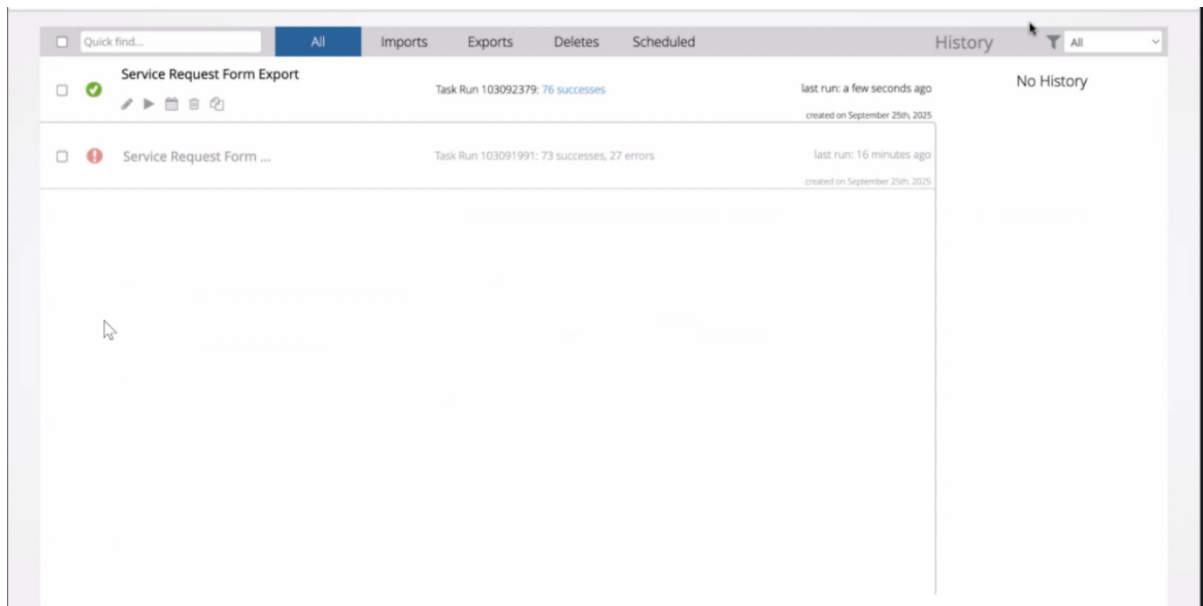 Quick find...
All
Imports
Exports
Deletes
Scheduled
History
All
Service Request Form Export
Task Run 103092379: 76 successes
last run: a few seconds ago
created on September 25th, 2025
No History
Service Request Form ...
Task Run 103091991: 73 successes, 27 errors
last run: 16 minutes ago
created on September 25th, 2025